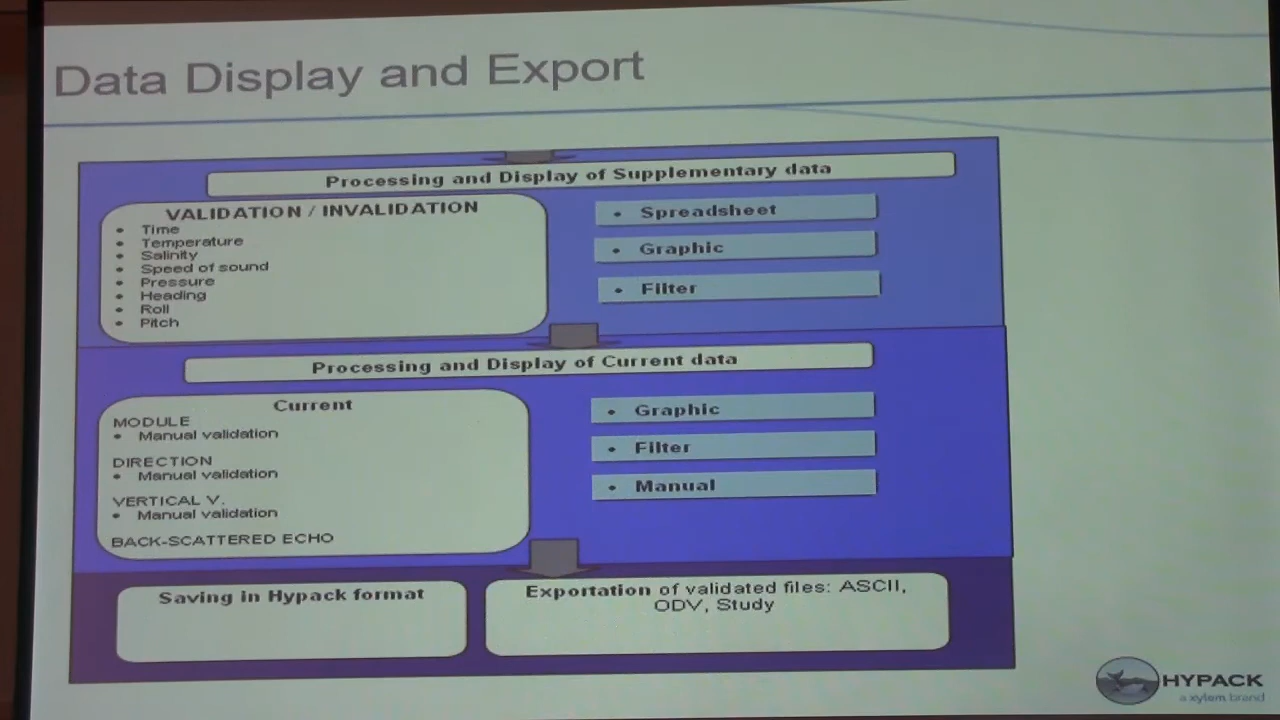 Data Display and Export
Processing and Display of Supplementary data
VALIDATION / INVALIDATION
• Time
• Temperature
• Salinity
• Speed of sound
• Pressure
• Heading
• Roll
• Pitch
• Spreadsheet
• Graphic
• Filter
Processing and Display of Current data
Current
MODULE
• Manual validation
DIRECTION
• Manual validation
VERTICAL V.
• Manual validation
BACK-SCATTERED ECHO
• Graphic
• Filter
• Manual
Saving in Hypack format
Exportation of validated files: ASCII,
ODV, Study
HYPACK
a xylem brand